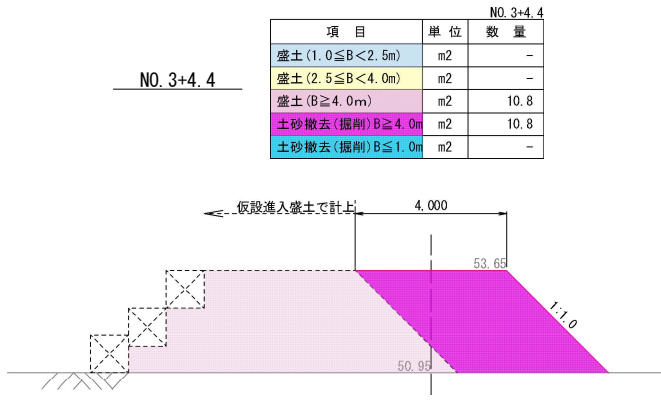 NO.3+4.4
NO.3+4.4
項 目 単 位 数 量
盛土(1.0≦B<2.5m) m2 -
盛土(2.5≦B<4.0m) m2 -
盛土(B≧4.0m) m2 10.8
土砂撤去(掘削)B≧4.0m m2 10.8
土砂撤去(掘削)B≦1.0m m2 -
仮設進入盛土で計上
4.000
53.65
1:1.0
50.95